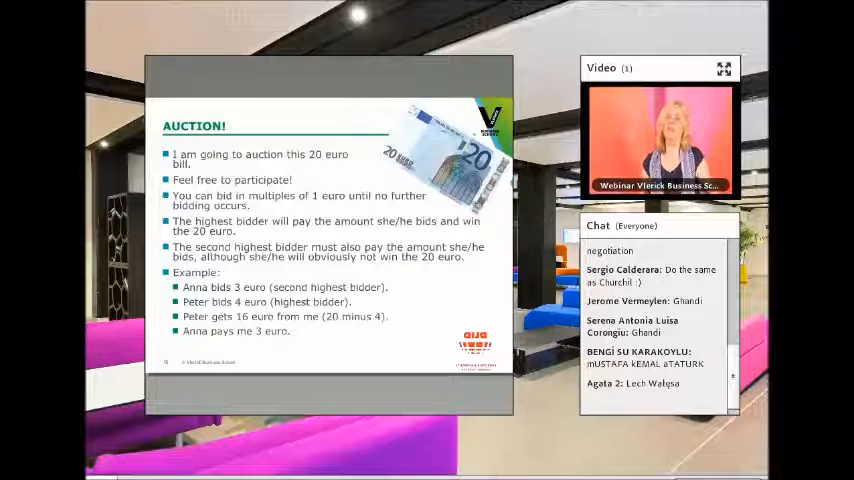 AUCTION!
I am going to auction this 20 euro
bill.
Feel free to participate!
You can bid in multiples of 1 euro until no further
bidding occurs.
The highest bidder will pay the amount she/he bids and win
the 20 euro.
The second highest bidder must also pay the amount she/he
bids, although she/he will obviously not win the 20 euro.
Example:
Anna bids 3 euro (second highest bidder).
Peter bids 4 euro (highest bidder).
Peter gets 16 euro from me (20 minus 4).
Anna pays me 3 euro.
© Vlerick Business School
20 EURO
20
V
Video (1)
Webinar Vlerick Business Sc...
Chat (Everyone)
negotiation
Sergio Calderara: Do the same
as Churchil :)
Jerome Vermeylen: Ghandi
Serena Antonia Luisa
Corongiu: Ghandi
BENGİ SU KARAKOYLU:
mUSTAFA kEMAL aTATURK
Agata 2: Lech Wałęsa